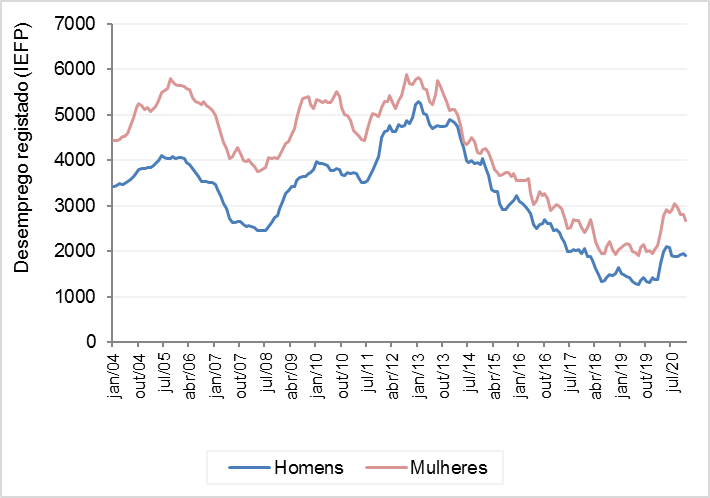 Desemprego registado (IEFP)
7000
6000
5000
4000
3000
2000
1000
0
jan/04
out/04
jul/05
abr/06
jan/07
out/07
jul/08
abr/09
jan/10
out/10
jul/11
abr/12
jan/13
out/13
jul/14
abr/15
jan/16
out/16
jul/17
abr/18
jan/19
out/19
jul/20
Homens
Mulheres